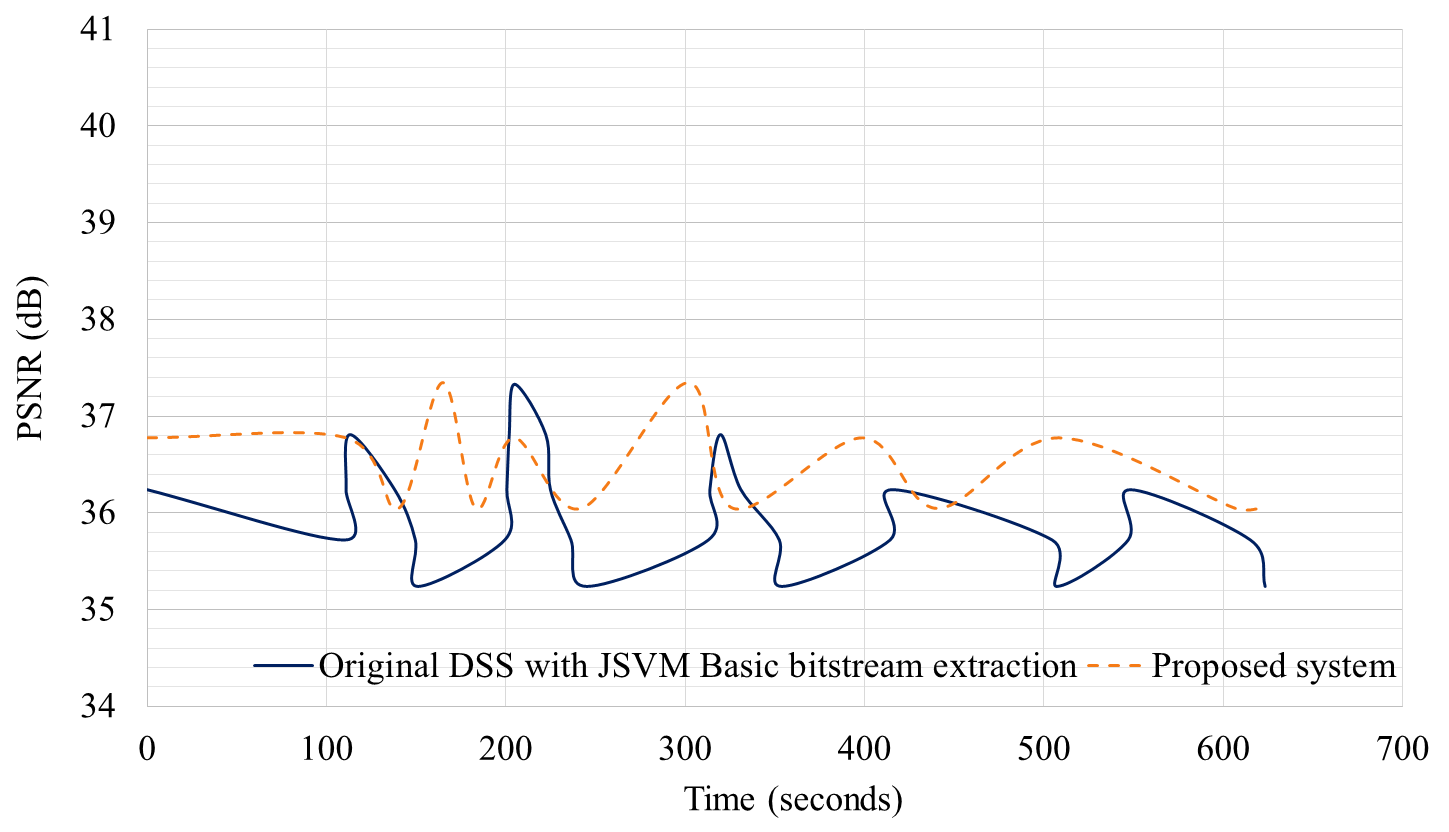 41
40
39
38
37
36
35
34
PSNR (dB)
Original DSS with JSVM Basic bitstream extraction Proposed system
0 100 200 300 400 500 600 700
Time (seconds)